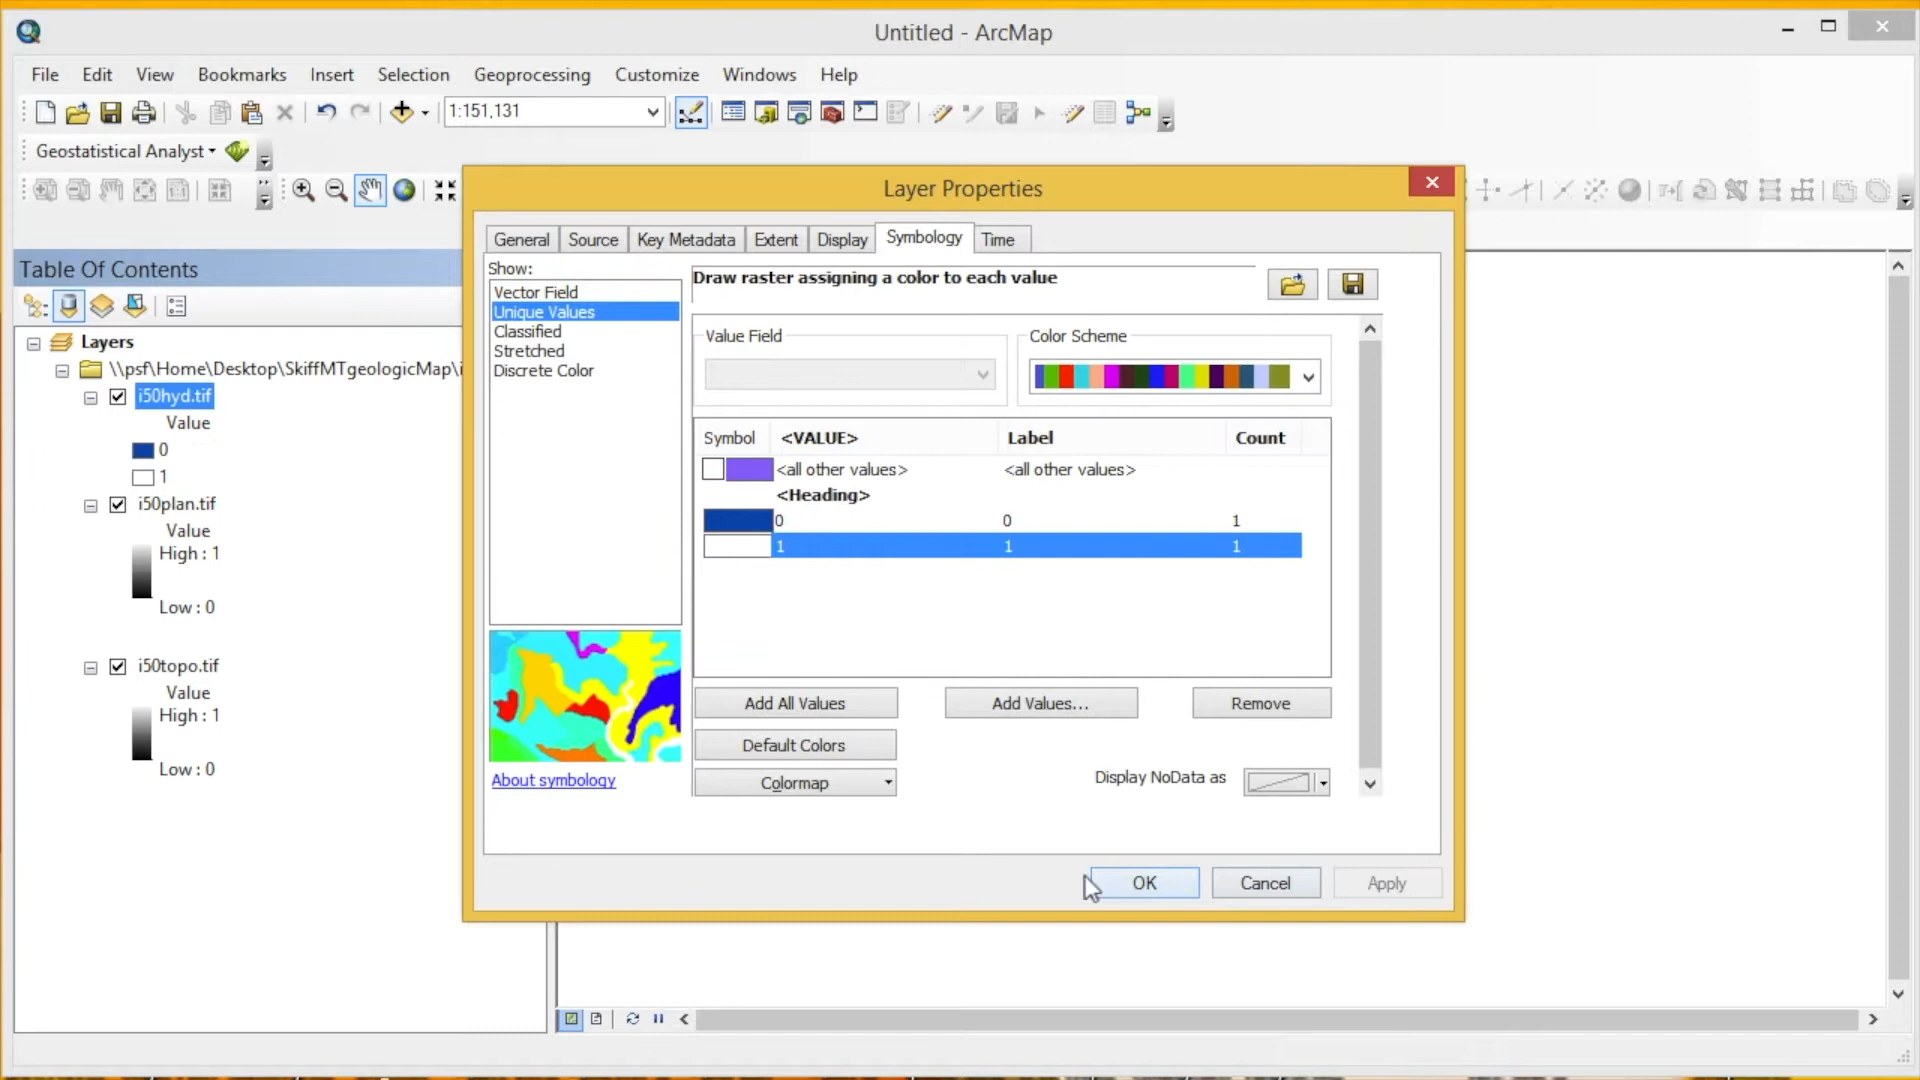 Untitled - ArcMap
File Edit View Bookmarks Insert Selection Geoprocessing Customize Windows Help
1:151,131
Geostatistical Analyst
Layer Properties
General Source Key Metadata Extent Display Symbology Time
Table Of Contents
Layers
\\psf\Home\Desktop\SkiffMTgeologicMap\i
i50hyd.tif
Value
0
1
i50plan.tif
Value
High : 1
Low : 0
i50topo.tif
Value
High : 1
Low : 0
Show:
Vector Field
Unique Values
Classified
Stretched
Discrete Color
About symbology
Draw raster assigning a color to each value
Value Field
Color Scheme
Symbol <VALUE> Label Count
<all other values> <all other values>
<Heading>
0 0 1
1 1 1
Add All Values Add Values... Remove
Default Colors
Colormap
Display NoData as
OK Cancel Apply